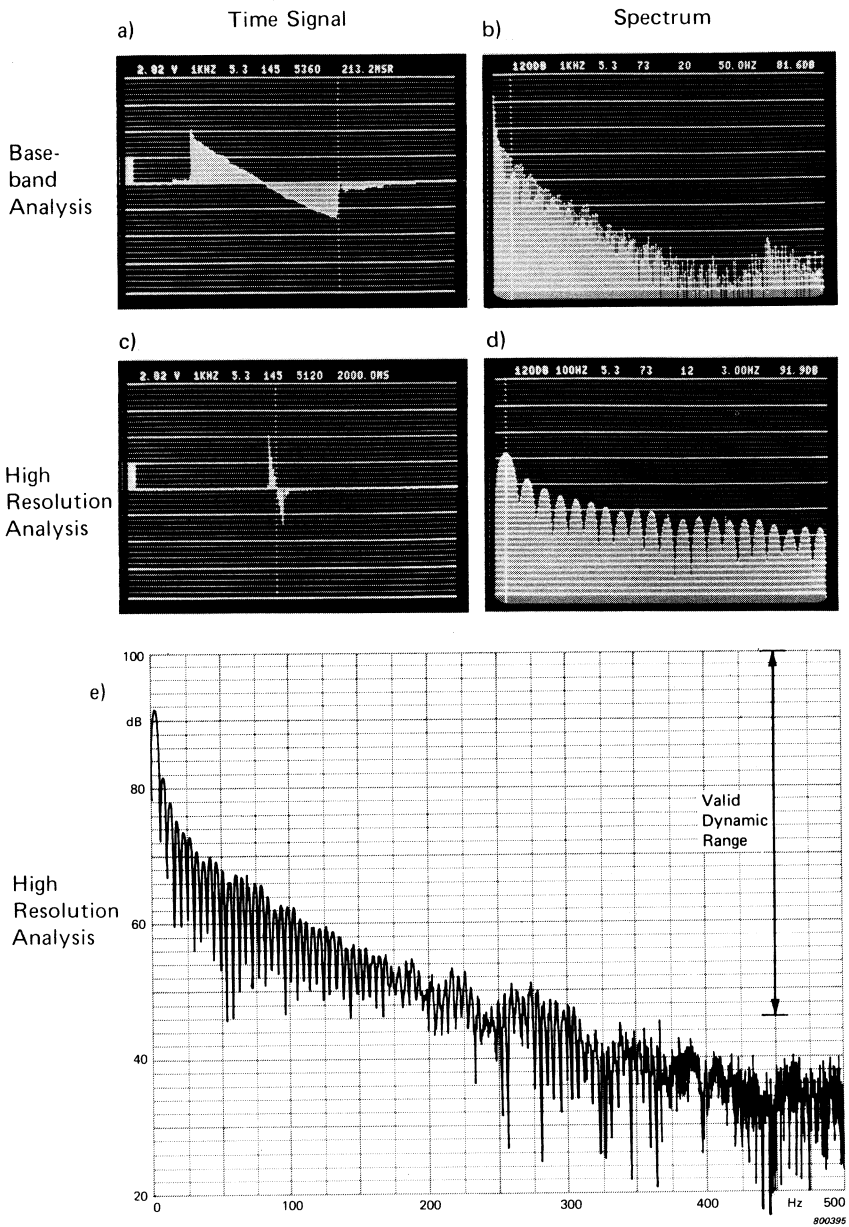 Time Signal
Spectrum
a)
b)
2.82 V 1KHZ 5.3 145 5360 213.2MSR
120DB 1KHZ 5.3 73 20 50.0HZ 81.6DB
Base-
band
Analysis
c)
d)
2.82 V 1KHZ 5.3 145 5120 2000.0MS
120DB 100HZ 5.3 73 12 3.00HZ 91.9DB
High
Resolution
Analysis
e)
100
dB
80
60
40
20
Valid
Dynamic
Range
High
Resolution
Analysis
0 100 200 300 400 Hz 500
800395